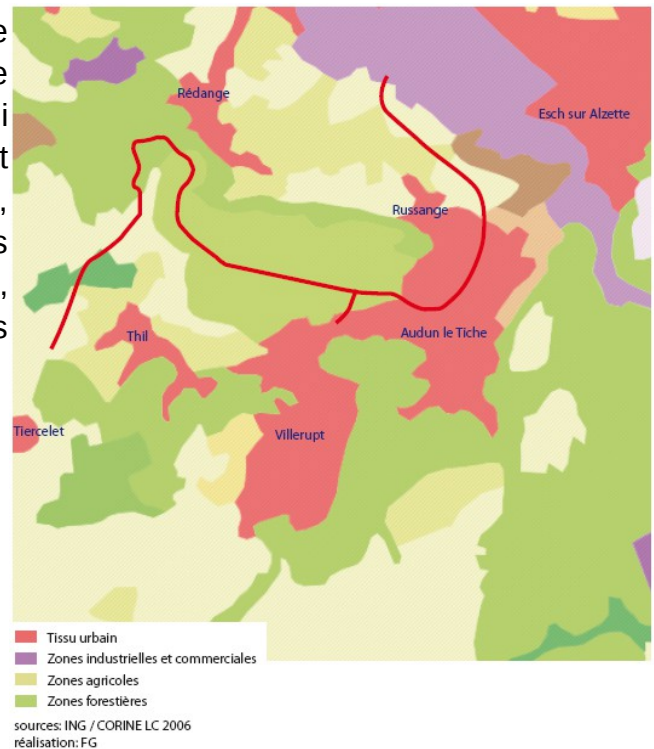 e
e
i
t
,
s
,
s
Rédange
Esch sur Alzette
Russange
Thil
Audun le Tiche
Tiercelet
Villerupt
Tissu urbain
Zones industrielles et commerciales
Zones agricoles
Zones forestières
sources: ING / CORINE LC 2006
réalisation: FG